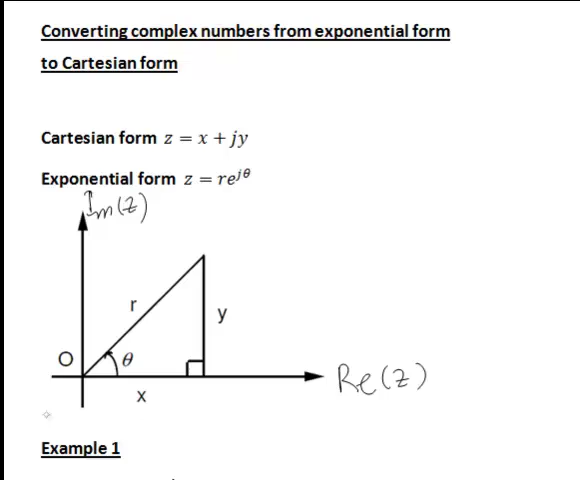 Converting complex numbers from exponential form
to Cartesian form
Cartesian form z = x + jy
Exponential form z = re^{jθ}
Im(z)
r
y
O
θ
x
Re(z)
Example 1